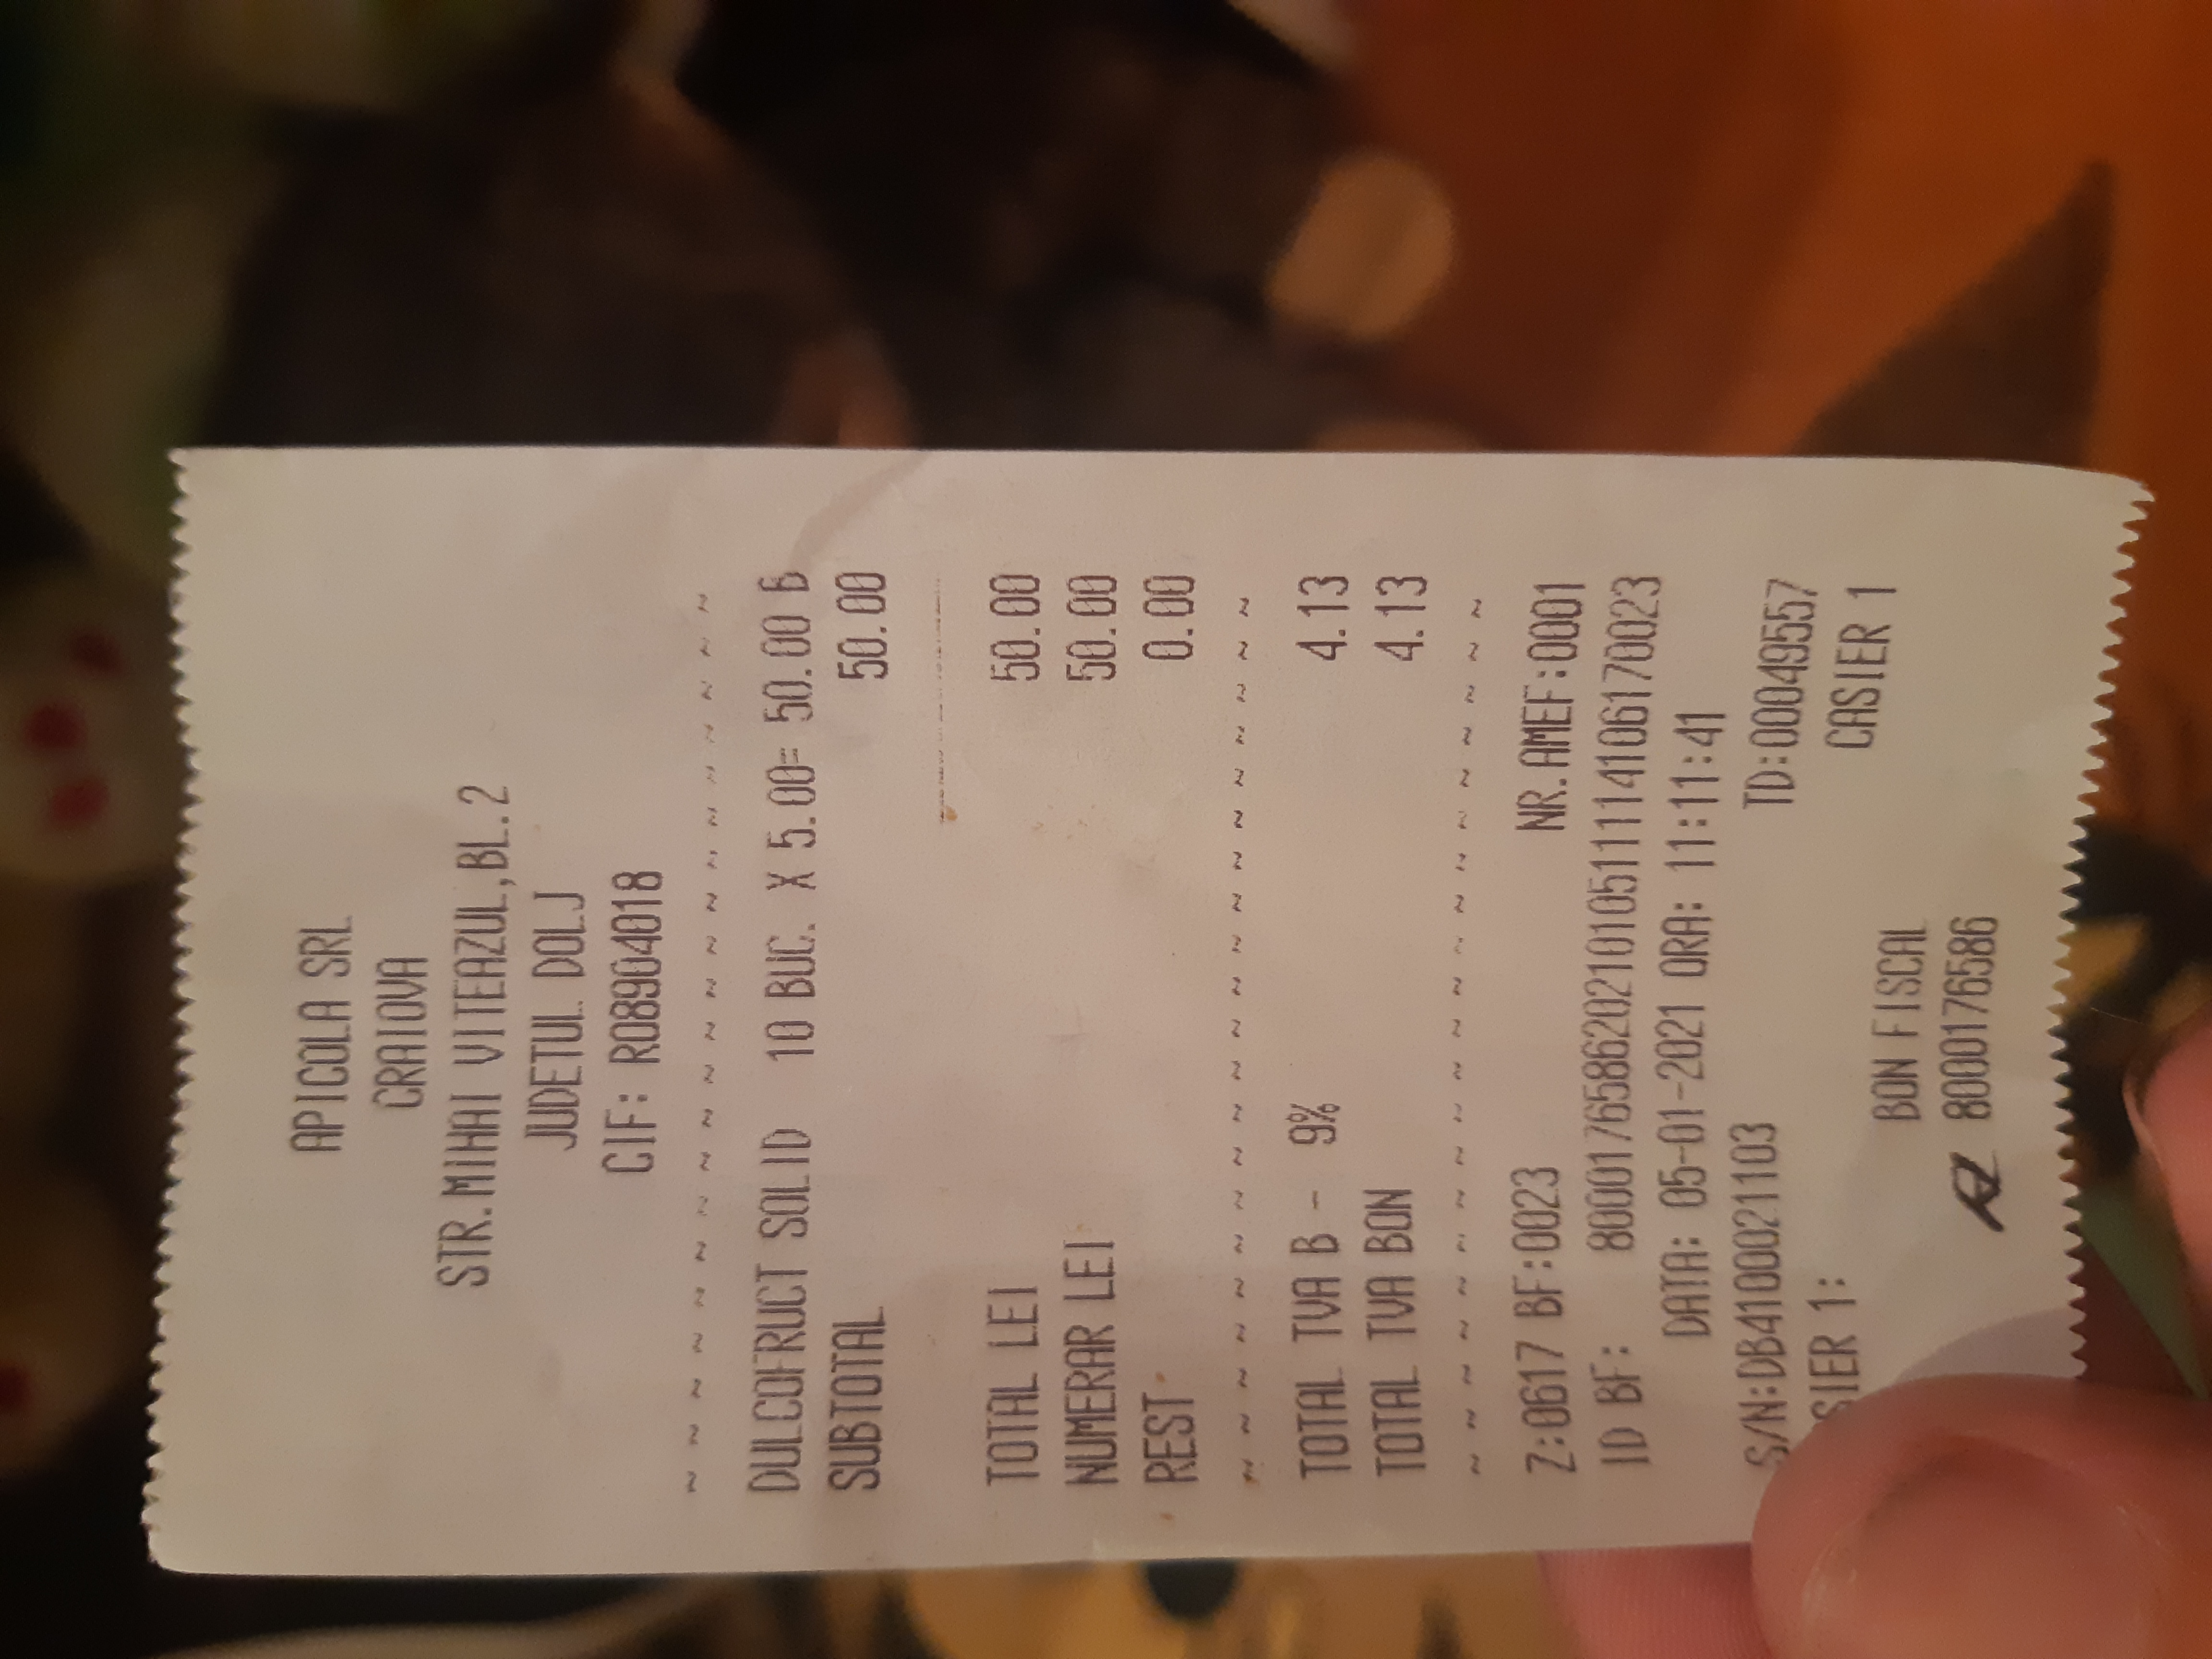 APICOLA SRL
CRAIOVA
STR.MIHAI VITEAZUL,BL.2
JUDETUL DOLJ
CIF: RO8904018
~ ~ ~ ~ ~ ~ ~ ~ ~ ~ ~ ~ ~ ~ ~ ~ ~ ~ ~ ~ ~
DULCOFRUCT SOLID 10 BUC. X 5.00= 50.00 B
SUBTOTAL 50.00
TOTAL LEI 50.00
NUMERAR LEI 50.00
REST 0.00
~ ~ ~ ~ ~ ~ ~ ~ ~ ~ ~ ~ ~ ~ ~ ~ ~ ~ ~ ~ ~
TOTAL TVA B - 9% 4.13
TOTAL TVA BON 4.13
~ ~ ~ ~ ~ ~ ~ ~ ~ ~ ~ ~ ~ ~ ~ ~ ~ ~ ~ ~ ~
Z:0617 BF:0023 NR.AMEF:0001
ID BF: 80001765862021010511114106170023
DATA: 05-01-2021 ORA: 11:11:41
S/N:DB4100021103 TD:00049557
1: CASIER 1
BON FISCAL
8000176586